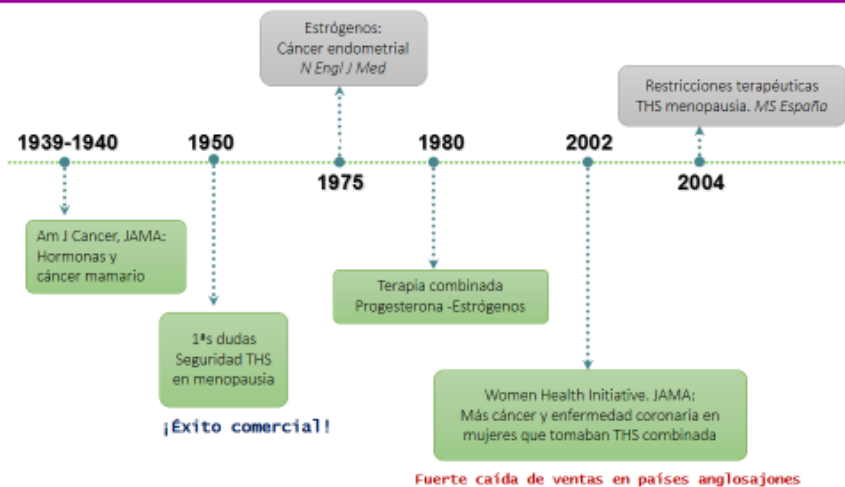 Estrógenos:
Cáncer endometrial
N Engl J Med
Restricciones terapéuticas
THS menopausia. MS España
1939-1940
1950
1980
2002
1975
2004
Am J Cancer, JAMA:
Hormonas y
cáncer mamario
Terapia combinada
Progesterona -Estrógenos
1ªs dudas
Seguridad THS
en menopausia
¡Éxito comercial!
Women Health Initiative. JAMA:
Más cáncer y enfermedad coronaria en
mujeres que tomaban THS combinada
Fuerte caída de ventas en países anglosajones